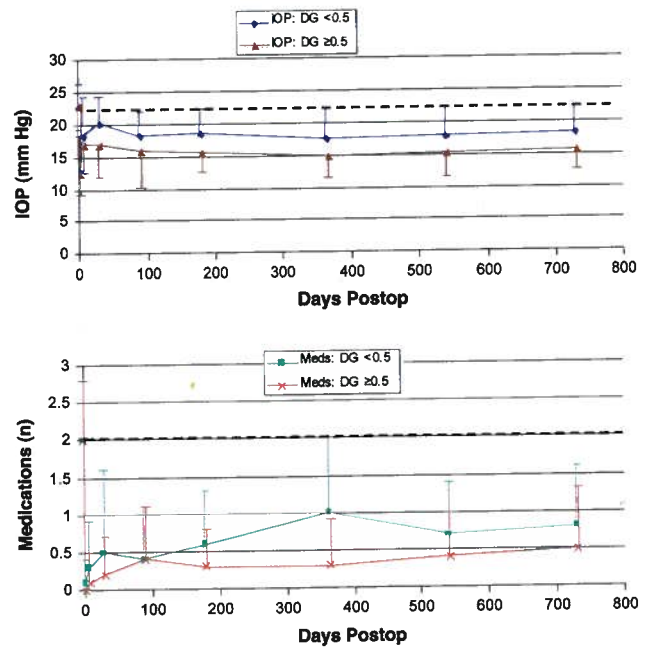 IOP: DG <0.5
IOP: DG ≥0.5
30
25
20
15
10
5
0
IOP (mm Hg)
0 100 200 300 400 500 600 700 800
Days Postop
Meds: DG <0.5
Meds: DG ≥0.5
3
2.5
2
1.5
1
0.5
0
Medications (n)
0 100 200 300 400 500 600 700 800
Days Postop